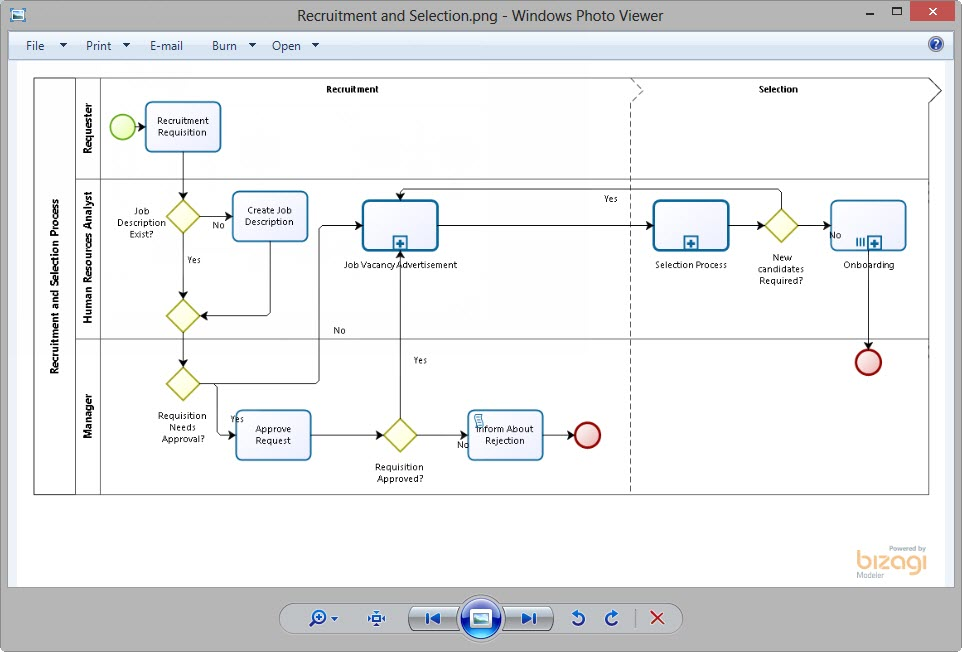 Recruitment and Selection.png - Windows Photo Viewer
File Print E-mail Burn Open
Recruitment
Selection
Recruitment and Selection Process
Requester
Recruitment
Requisition
Human Resources Analyst
Job
Description
Exist?
No
Create Job
Description
Yes
Job Vacancy Advertisement
Yes
Selection Process
New
candidates
Required?
No
Onboarding
No
Manager
Requisition
Needs
Approval?
Yes
Approve
Request
Yes
Requisition
Approved?
No
Inform About
Rejection
Powered by
bizagi
Modeler